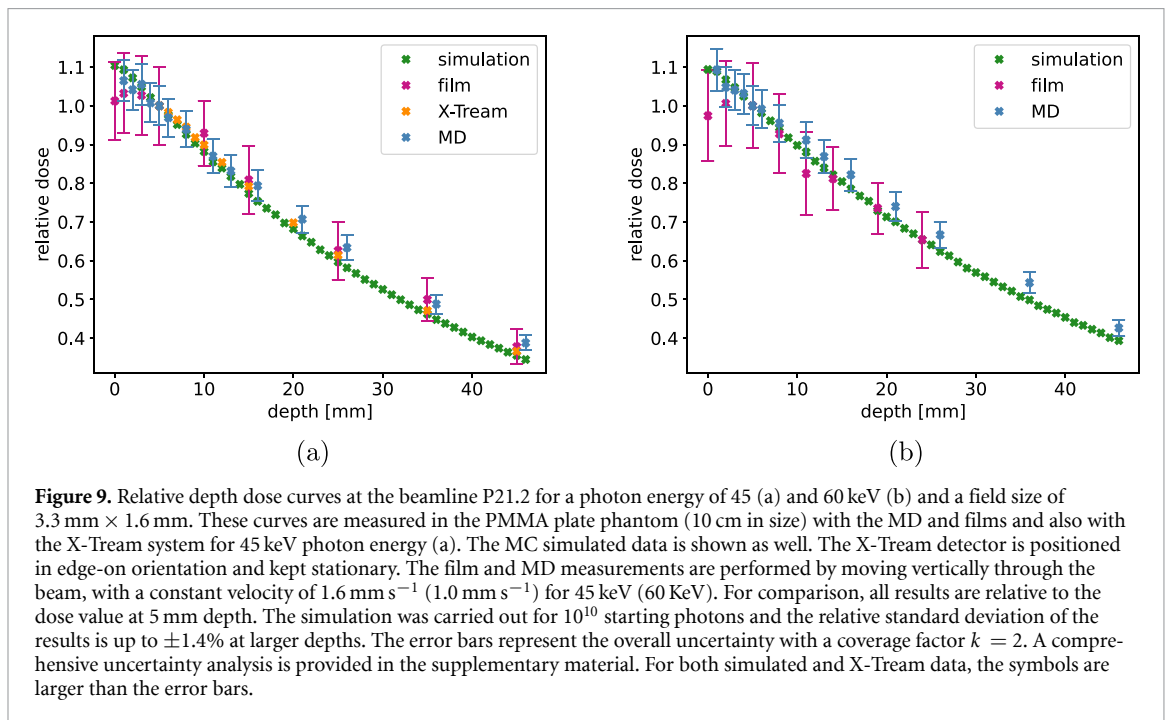 simulation
film
X-Tream
MD
relative dose
1.1
1.0
0.9
0.8
0.7
0.6
0.5
0.4
0
10
20
30
40
depth [mm]
(a)
simulation
film
MD
relative dose
1.1
1.0
0.9
0.8
0.7
0.6
0.5
0.4
0
10
20
30
40
depth [mm]
(b)
Figure 9. Relative depth dose curves at the beamline P21.2 for a photon energy of 45 (a) and 60 keV (b) and a field size of
3.3 mm × 1.6 mm. These curves are measured in the PMMA plate phantom (10 cm in size) with the MD and films and also with
the X-Tream system for 45 keV photon energy (a). The MC simulated data is shown as well. The X-Tream detector is positioned
in edge-on orientation and kept stationary. The film and MD measurements are performed by moving vertically through the
beam, with a constant velocity of 1.6 mm s⁻¹ (1.0 mm s⁻¹) for 45 keV (60 KeV). For comparison, all results are relative to the
dose value at 5 mm depth. The simulation was carried out for 10¹⁰ starting photons and the relative standard deviation of the
results is up to ±1.4% at larger depths. The error bars represent the overall uncertainty with a coverage factor k = 2. A compre-
hensive uncertainty analysis is provided in the supplementary material. For both simulated and X-Tream data, the symbols are
larger than the error bars.